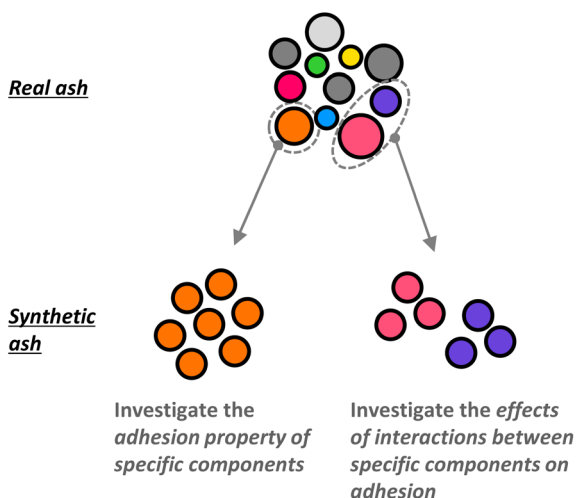 Real ash
Synthetic
ash
Investigate the
adhesion property of
specific components
Investigate the effects
of interactions between
specific components on
adhesion